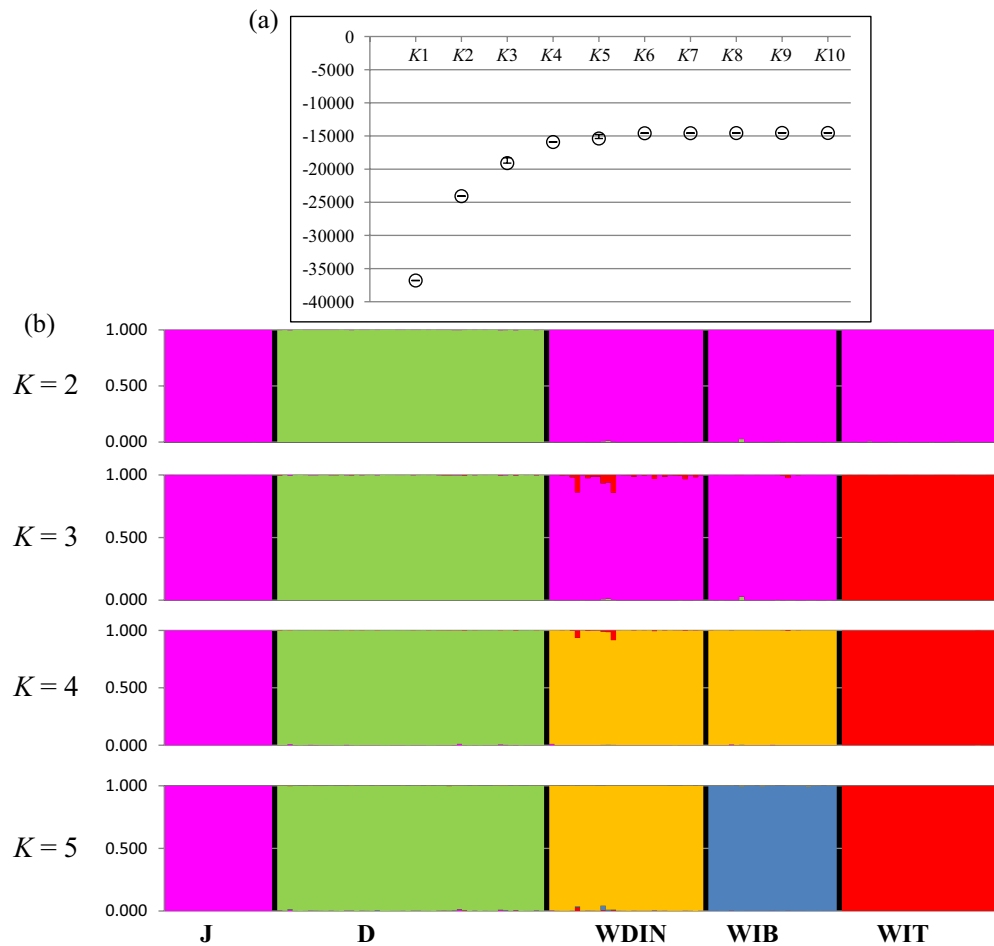 (a)
0
K1 K2 K3 K4 K5 K6 K7 K8 K9 K10
-5000
-10000
-15000
-20000
-25000
-30000
-35000
-40000
(b)
1.000
K = 2
0.500
0.000
1.000
K = 3
0.500
0.000
1.000
K = 4
0.500
0.000
1.000
K = 5
0.500
0.000
J D WDIN WIB WIT